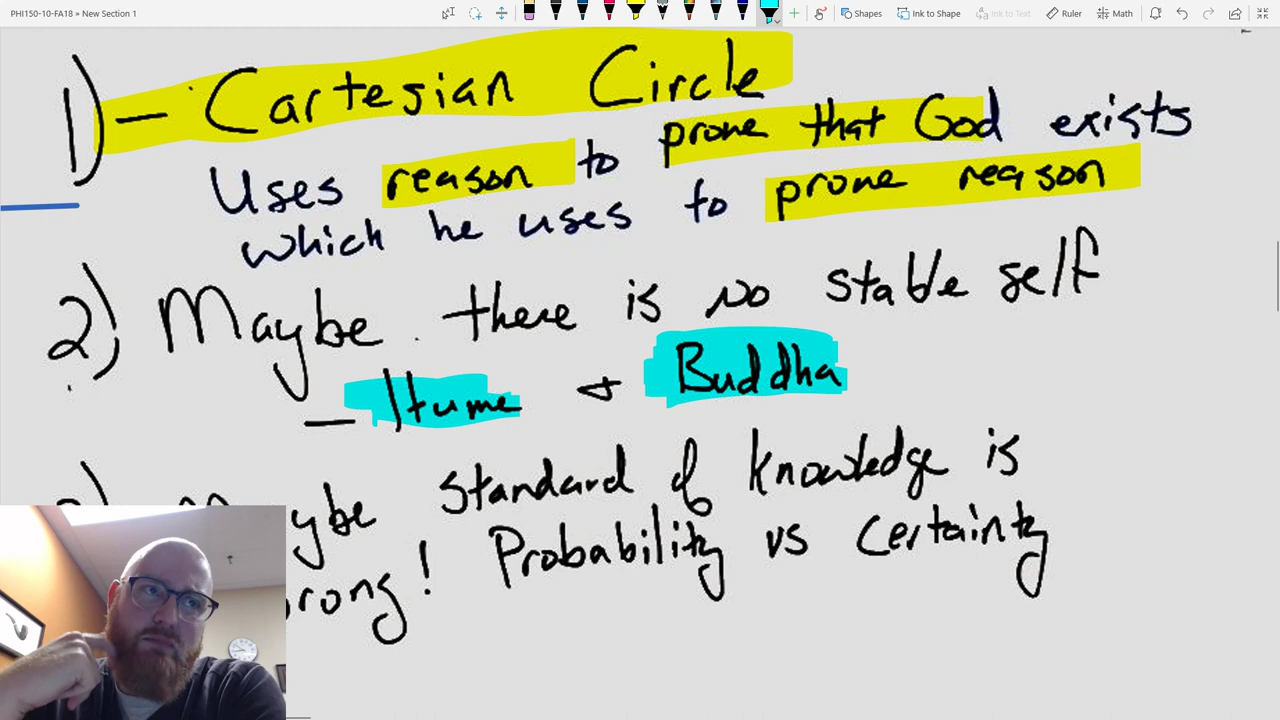 PHI150-10-FA18 » New Section 1
Shapes Ink to Shape Ink to Text Ruler Math
1) – Cartesian Circle
Uses reason to prove that God exists
which he uses to prove reason
2) Maybe there is no stable self
– Hume + Buddha
ybe standard of knowledge is
rong! Probability vs certainty